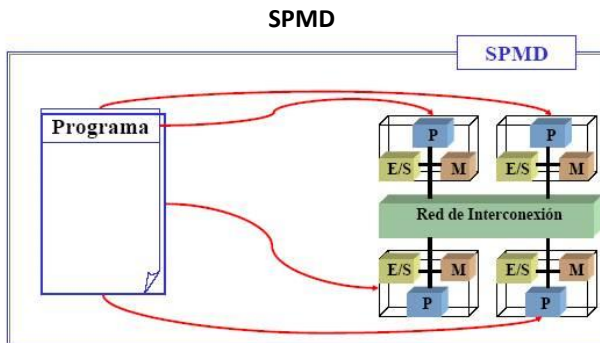 SPMD
SPMD
Programa
P P
E/S M E/S M
Red de Interconexión
E/S M E/S M
P P